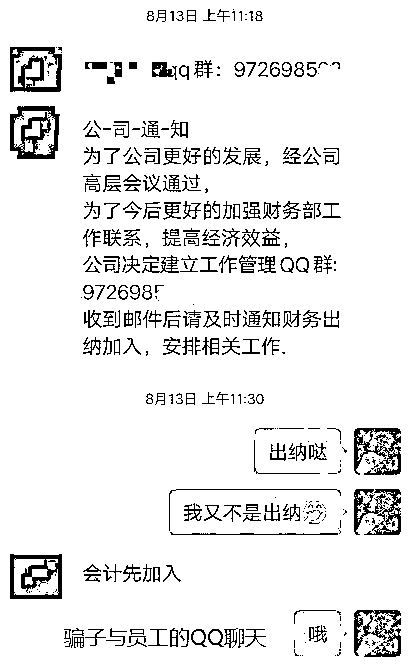 8月13日 上午11:18
qq群：972698502
公-司-通-知
为了公司更好的发展，经公司
高层会议通过，
为了今后更好的加强财务部工
作联系，提高经济效益，
公司决定建立工作管理QQ群:
972698
收到邮件后请及时通知财务出
纳加入，安排相关工作.
8月13日 上午11:30
出纳哒
我又不是出纳
会计先加入
哦
骗子与员工的QQ聊天